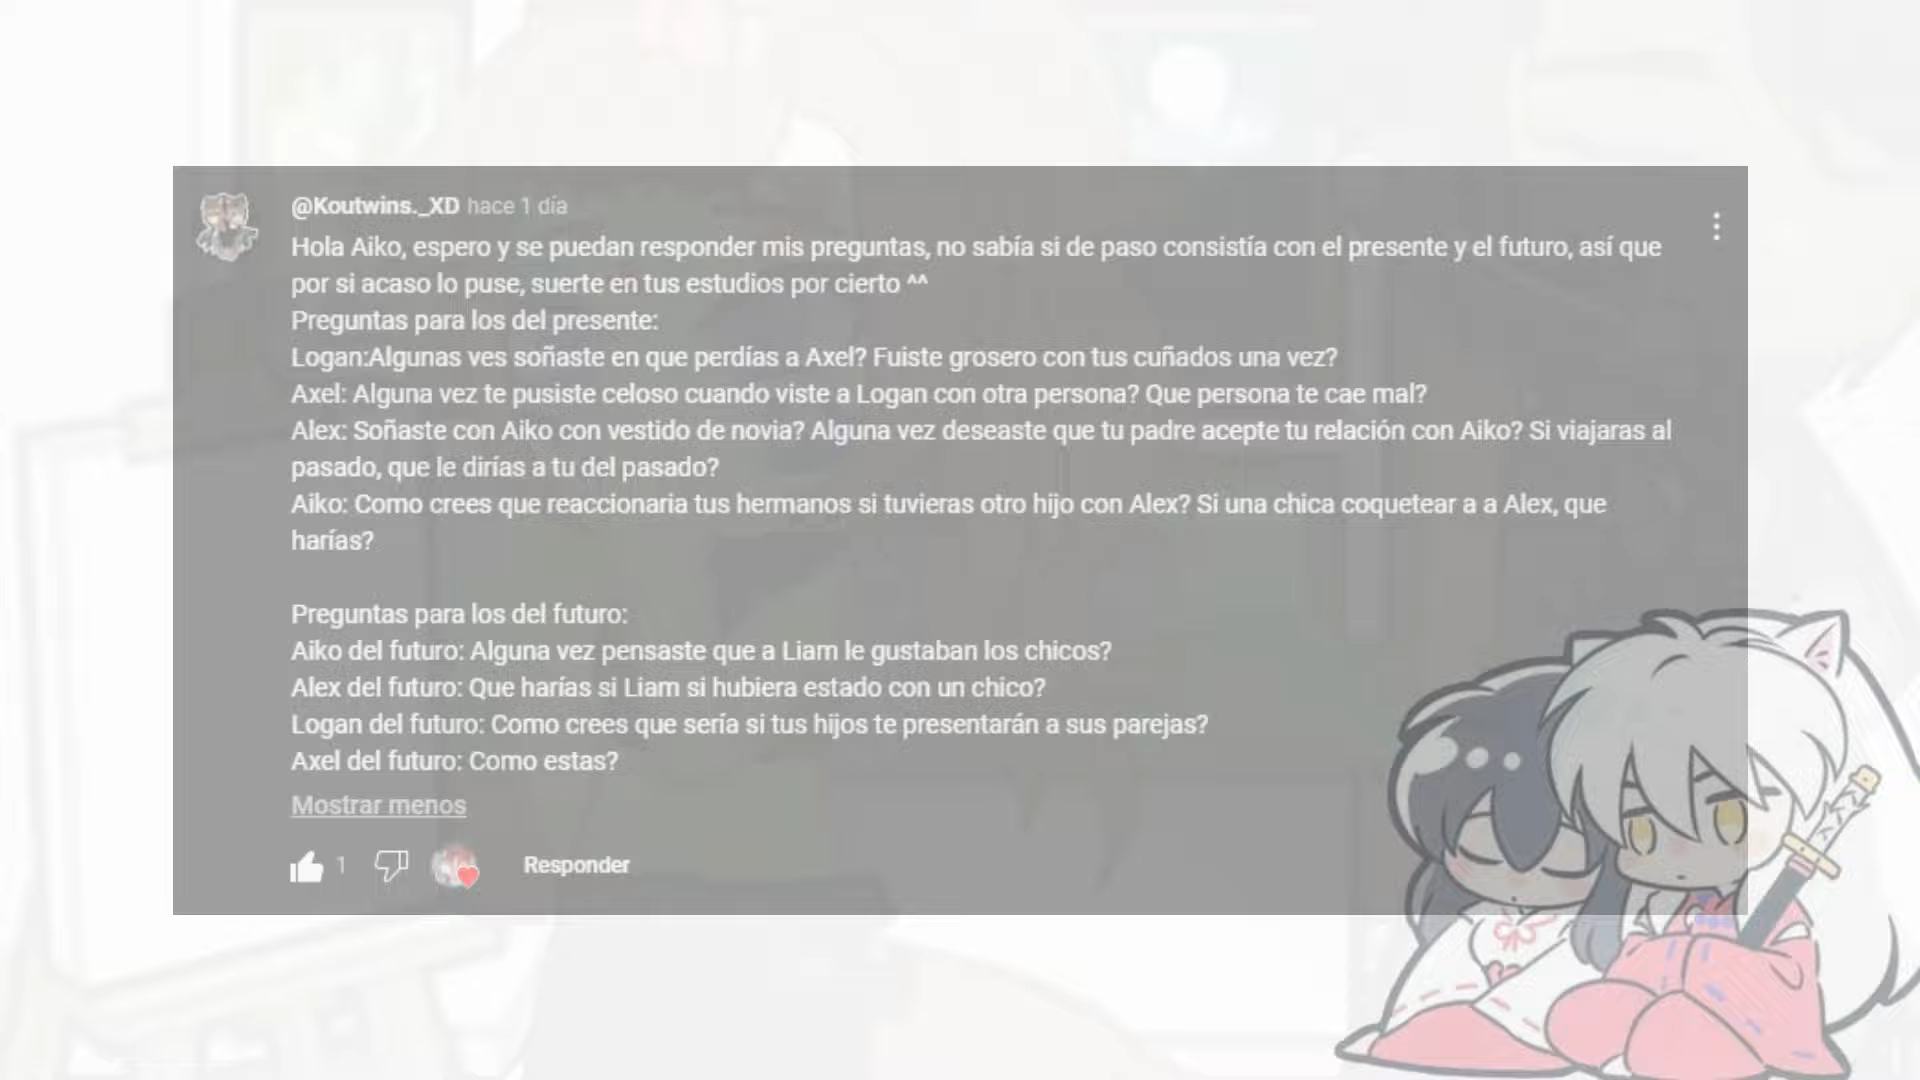 @Koutwins._XD hace 1 día
Hola Aiko, espero y se puedan responder mis preguntas, no sabía si de paso consistía con el presente y el futuro, así que
por si acaso lo puse, suerte en tus estudios por cierto ^^
Preguntas para los del presente:
Logan:Algunas ves soñaste en que perdías a Axel? Fuiste grosero con tus cuñados una vez?
Axel: Alguna vez te pusiste celoso cuando viste a Logan con otra persona? Que persona te cae mal?
Alex: Soñaste con Aiko con vestido de novia? Alguna vez deseaste que tu padre acepte tu relación con Aiko? Si viajaras al
pasado, que le dirías a tu del pasado?
Aiko: Como crees que reaccionaria tus hermanos si tuvieras otro hijo con Alex? Si una chica coquetear a a Alex, que
harías?
Preguntas para los del futuro:
Aiko del futuro: Alguna vez pensaste que a Liam le gustaban los chicos?
Alex del futuro: Que harías si Liam si hubiera estado con un chico?
Logan del futuro: Como crees que sería si tus hijos te presentarán a sus parejas?
Axel del futuro: Como estas?
Mostrar menos
1 Responder